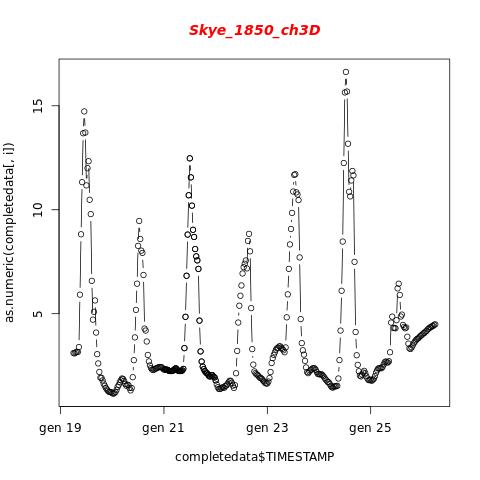 Skye_1850_ch3D
as.numeric(completedata[, i])
15
10
5
gen 19
gen 21
gen 23
gen 25
completedata$TIMESTAMP